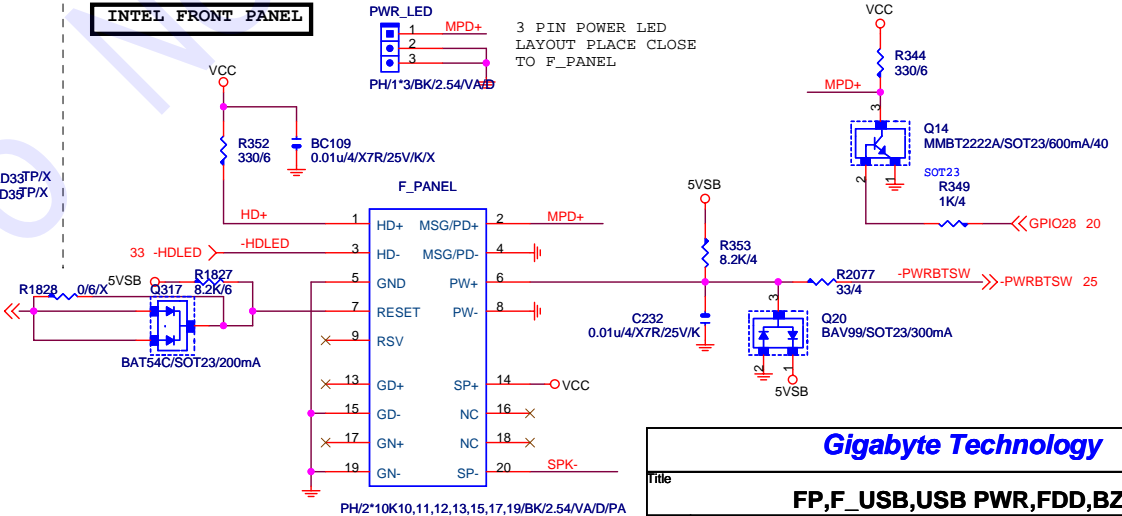 INTEL FRONT PANEL
PWR_LED
1
2
3
MPD+
3 PIN POWER LED
LAYOUT PLACE CLOSE
TO F_PANEL
PH/1*3/BK/2.54/VA/D
VCC
R344
330/6
MPD+
3
Q14
MMBT2222A/SOT23/600mA/40
2
1
SOT23
R349
1K/4
GPIO28 20
VCC
R352
330/6
BC109
0.01u/4/X7R/25V/K/X
D33TP/X
D35TP/X
F_PANEL
HD+ 1 HD+ MSG/PD+ 2 MPD+
33 -HDLED -HDLED 3 HD- MSG/PD- 4
5 GND PW+ 6
7 RESET PW- 8
9 RSV
13 GD+ SP+ 14 VCC
15 GD- NC 16
17 GN+ NC 18
19 GN- SP- 20 SPK-
PH/2*10K10,11,12,13,15,17,19/BK/2.54/VA/D/PA
5VSB
R1827
8.2K/6
R1828 0/6/X
Q317
BAT54C/SOT23/200mA
5VSB
R353
8.2K/4
C232
0.01u/4/X7R/25V/K
R2077
33/4
-PWRBTSW
-PWRBTSW 25
3
Q20
BAV99/SOT23/300mA
2
1
5VSB
Gigabyte Technology
Title
FP,F_USB,USB PWR,FDD,BZ